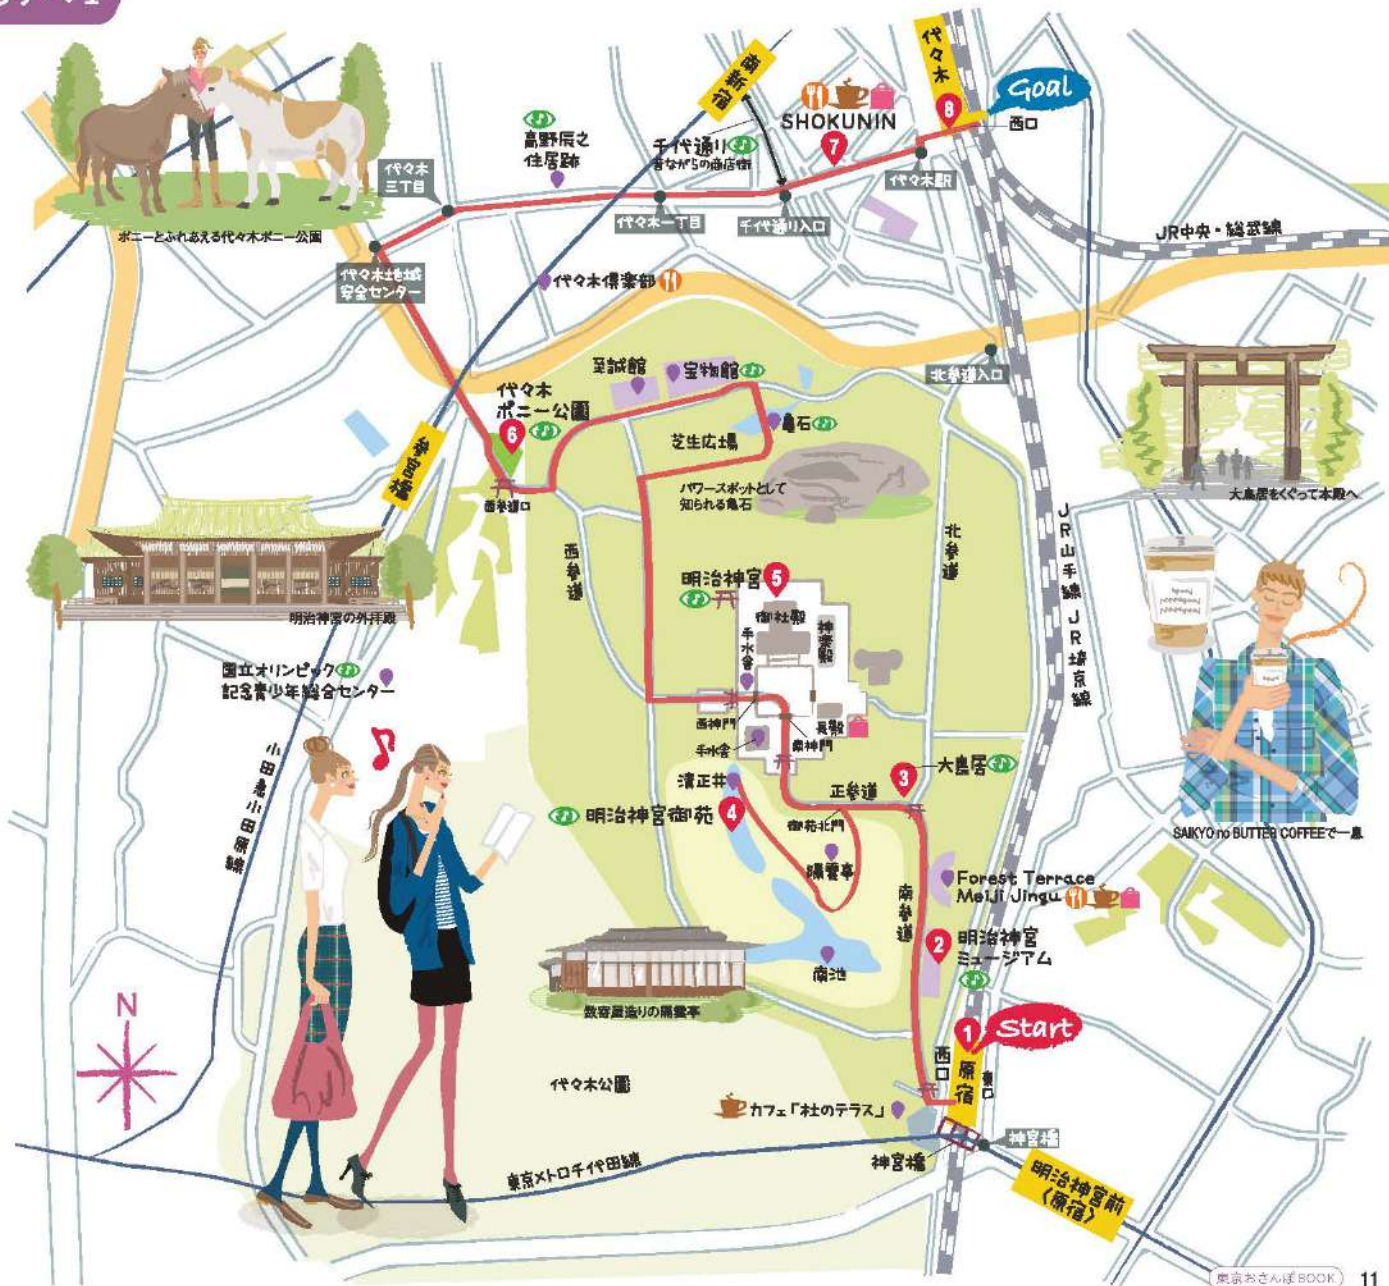 代々木
Goal
西口
南新宿
SHOKUNIN
高野辰之
住居跡
千代通り
昔ながらの商店街
代々木
三丁目
代々木駅
代々木一丁目
千代通り入口
ポニーとふれあえる代々木ポニー公園
JR中央・総武線
代々木地域
安全センター
代々木倶楽部
至誠館
宝物館
北参道入口
代々木
ポニー公園
亀石
芝生広場
参宮橋
西参道口
パワースポットとして
知られる亀石
大鳥居をくぐって本殿へ
西参道
北参道
JR山手線 JR埼京線
明治神宮
御社殿
神楽殿
手水舎
明治神宮の外拝殿
国立オリンピック
記念青少年総合センター
西神門
南神門
長殿
手水舎
小田急小田原線
清正井
正参道
大鳥居
明治神宮御苑
御苑北門
隔雲亭
SAIKYO no BUTTER COFFEEで一息
南参道
Forest Terrace
Meiji Jingu
明治神宮
ミュージアム
南池
数寄屋造りの隔雲亭
N
Start
西口
原宿
東口
代々木公園
カフェ「杜のテラス」
神宮橋
神宮橋
東京メトロ千代田線
明治神宮前
〈原宿〉
1
2
3
4
5
6
7
8
東京おさんぽBOOK
11